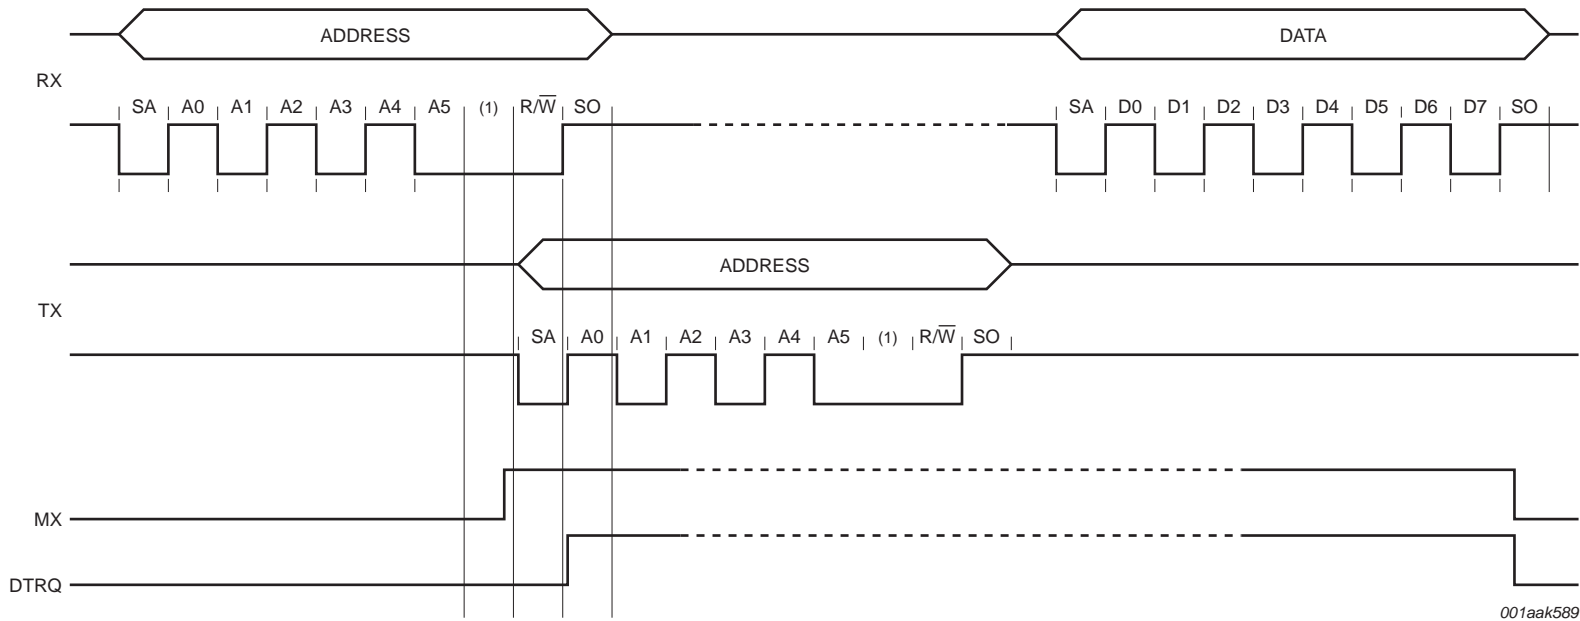 ADDRESS DATA
RX
SA A0 A1 A2 A3 A4 A5 (1) R/W̅ SO SA D0 D1 D2 D3 D4 D5 D6 D7 SO
ADDRESS
TX
SA A0 A1 A2 A3 A4 A5 (1) R/W̅ SO
MX
DTRQ
001aak589